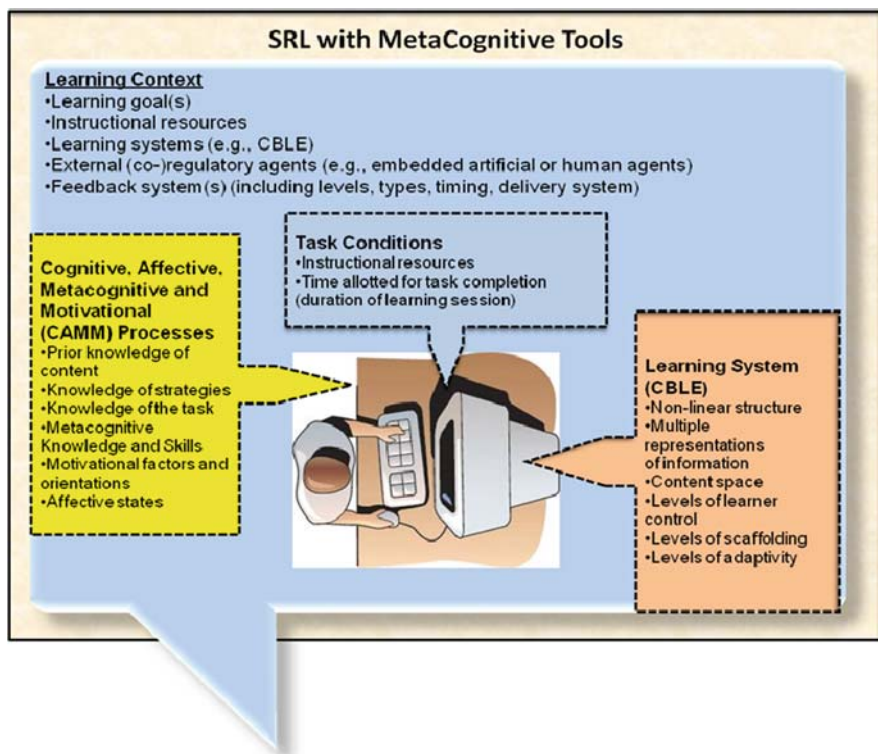 SRL with MetaCognitive Tools
Learning Context
•Learning goal(s)
•Instructional resources
•Learning systems (e.g., CBLE)
•External (co-)regulatory agents (e.g., embedded artificial or human agents)
•Feedback system(s) (including levels, types, timing, delivery system)
Task Conditions
•Instructional resources
•Time allotted for task completion
(duration of learning session)
Cognitive, Affective,
Metacognitive and
Motivational
(CAMM) Processes
•Prior knowledge of
content
•Knowledge of strategies
•Knowledge of the task
•Metacognitive
Knowledge and Skills
•Motivational factors and
orientations
•Affective states
Learning System
(CBLE)
•Non-linear structure
•Multiple
representations
of information
•Content space
•Levels of learner
control
•Levels of scaffolding
•Levels of adaptivity